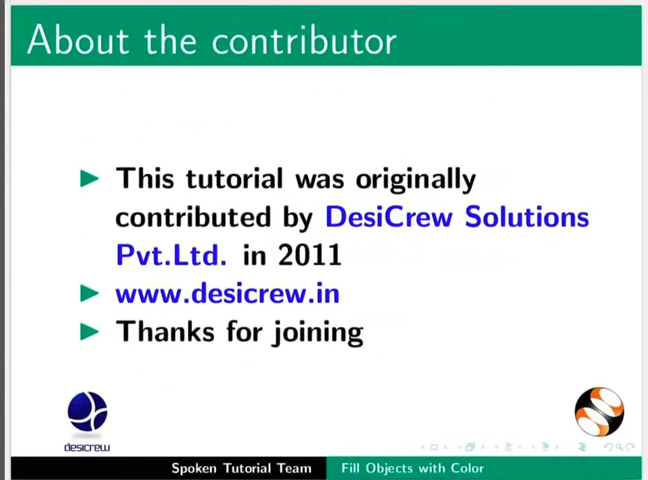 About the contributor
This tutorial was originally
contributed by DesiCrew Solutions
Pvt.Ltd. in 2011
www.desicrew.in
Thanks for joining
desicrew
Spoken Tutorial Team
Fill Objects with Color